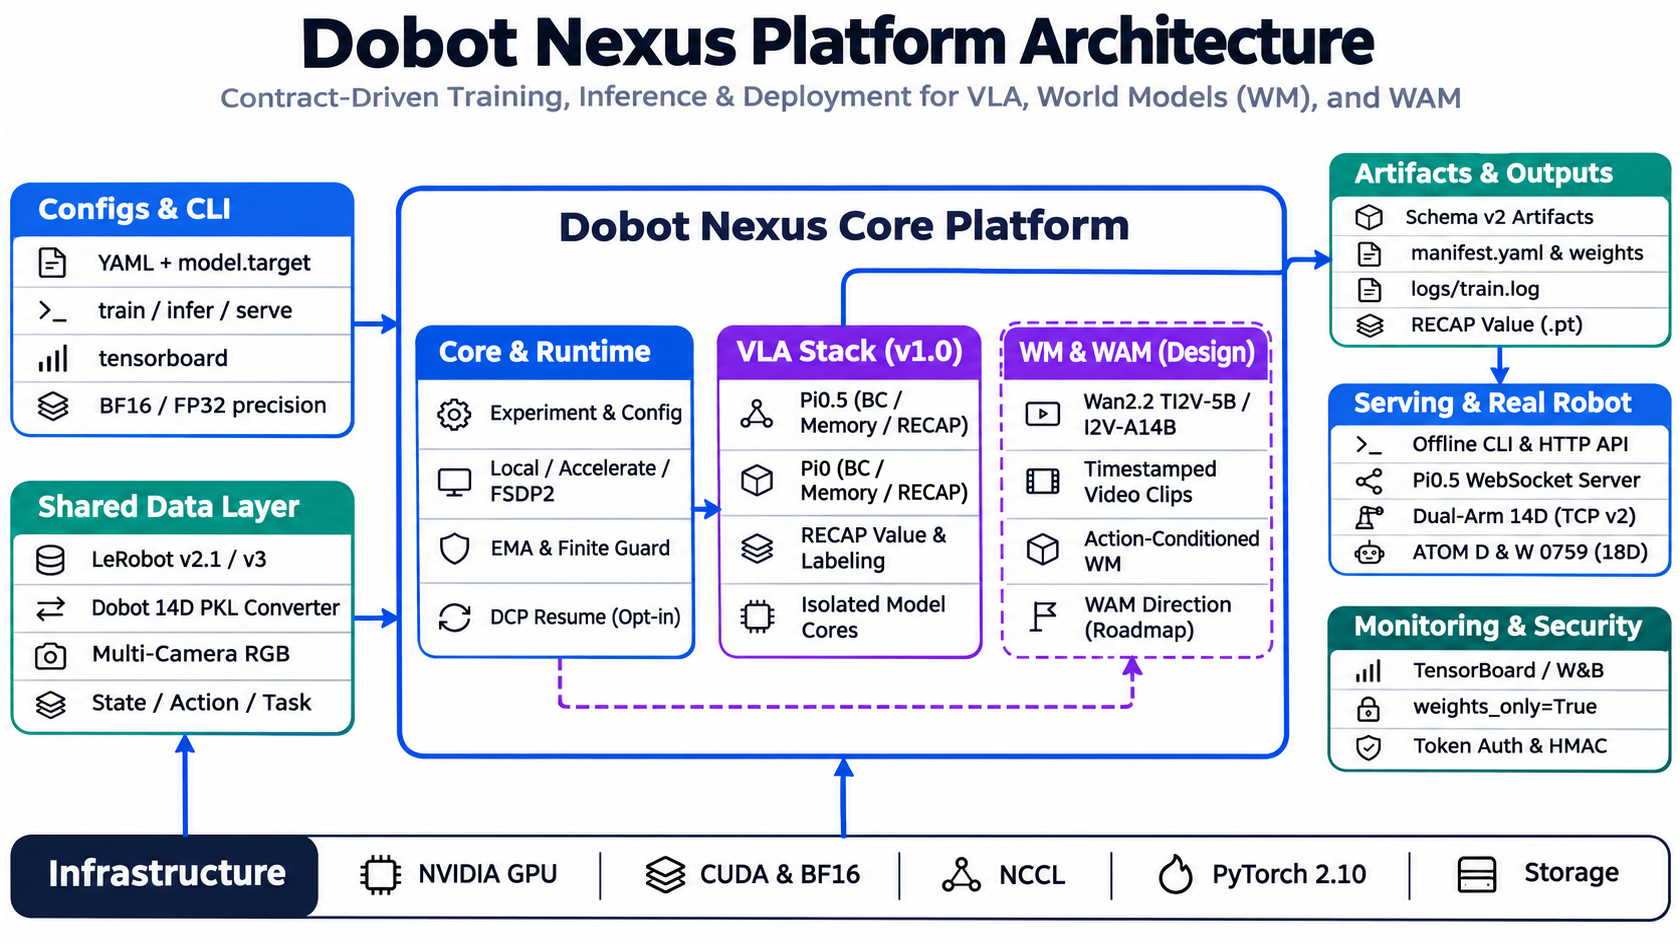 Dobot Nexus Platform Architecture
Contract-Driven Training, Inference & Deployment for VLA, World Models (WM), and WAM
Configs & CLI
YAML + model.target
train / infer / serve
tensorboard
BF16 / FP32 precision
Shared Data Layer
LeRobot v2.1 / v3
Dobot 14D PKL Converter
Multi-Camera RGB
State / Action / Task
Dobot Nexus Core Platform
Core & Runtime
Experiment & Config
Local / Accelerate /
FSDP2
EMA & Finite Guard
DCP Resume (Opt-in)
VLA Stack (v1.0)
Pi0.5 (BC /
Memory / RECAP)
Pi0 (BC /
Memory / RECAP)
RECAP Value &
Labeling
Isolated Model
Cores
WM & WAM (Design)
Wan2.2 TI2V-5B /
I2V-A14B
Timestamped
Video Clips
Action-Conditioned
WM
WAM Direction
(Roadmap)
Artifacts & Outputs
Schema v2 Artifacts
manifest.yaml & weights
logs/train.log
RECAP Value (.pt)
Serving & Real Robot
Offline CLI & HTTP API
Pi0.5 WebSocket Server
Dual-Arm 14D (TCP v2)
ATOM D & W 0759 (18D)
Monitoring & Security
TensorBoard / W&B
weights_only=True
Token Auth & HMAC
Infrastructure
NVIDIA GPU
CUDA & BF16
NCCL
PyTorch 2.10
Storage